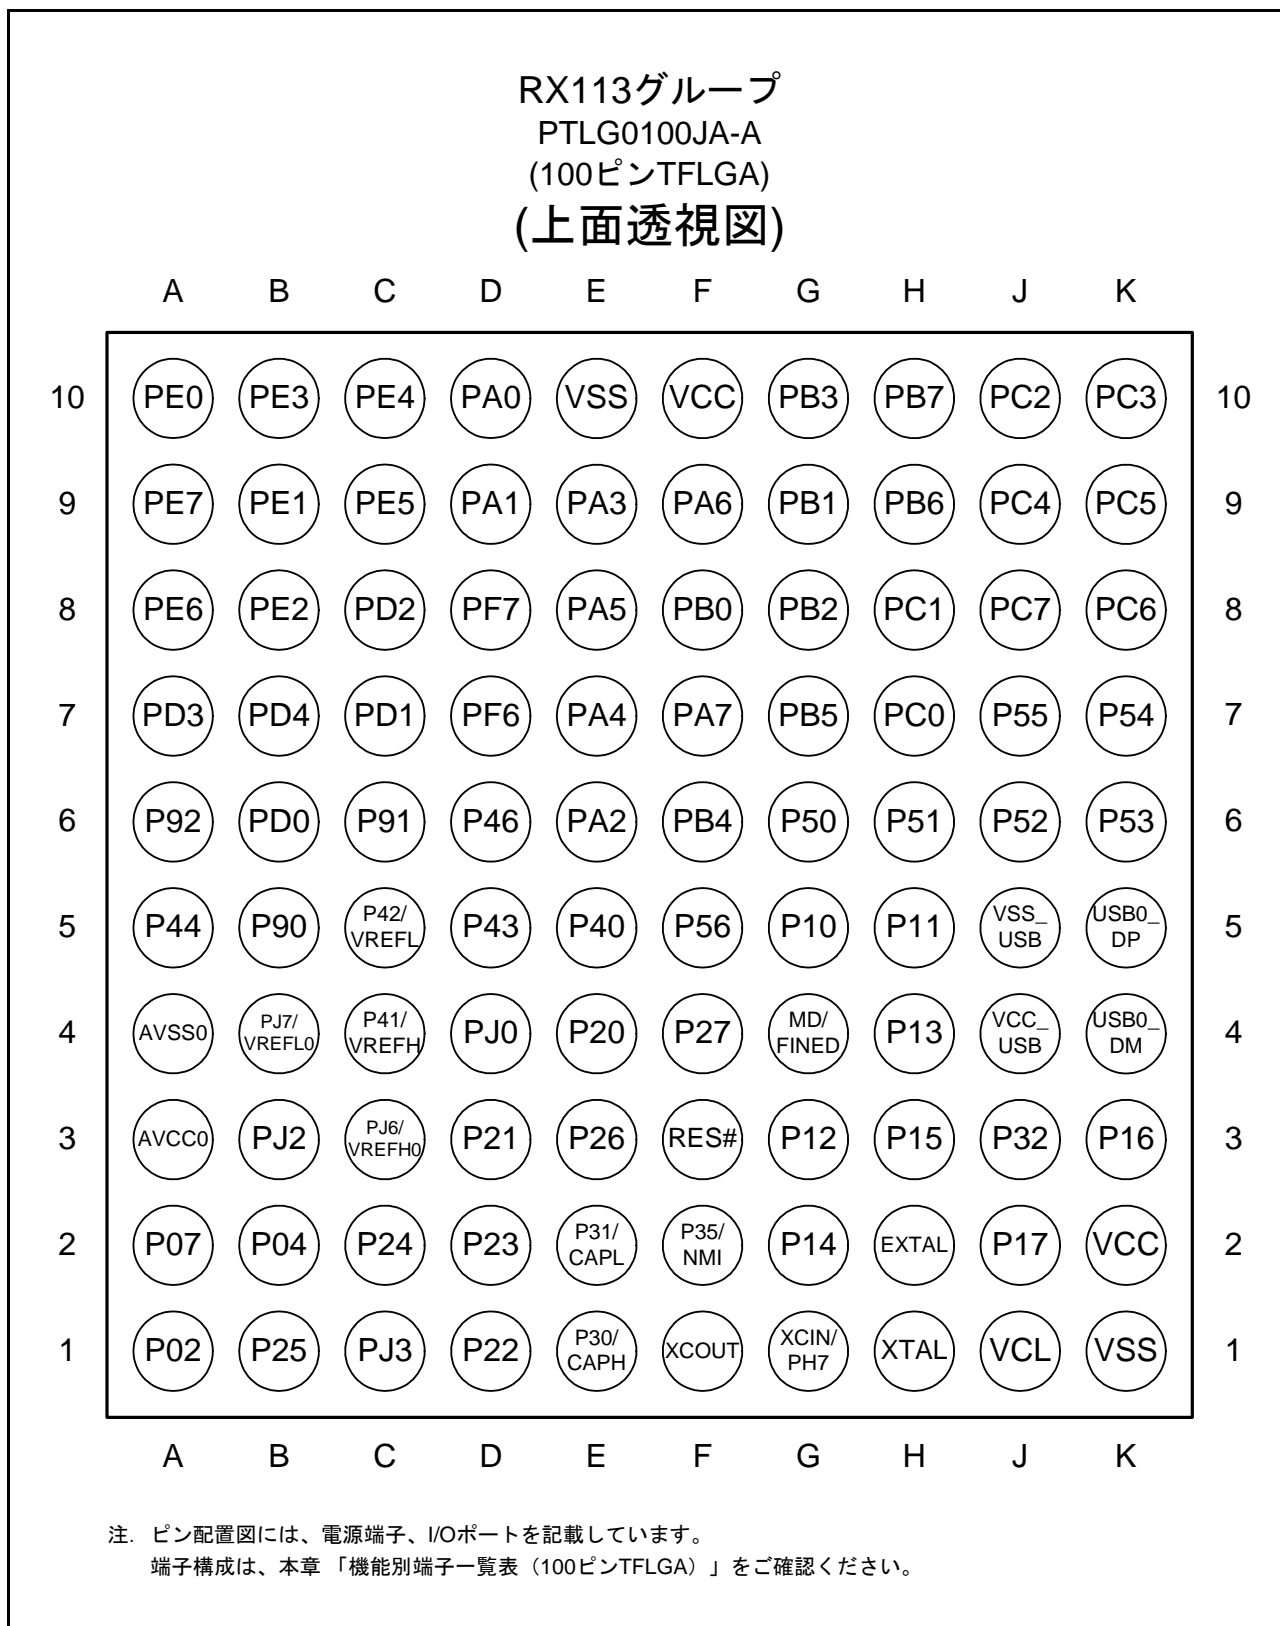 RX113グループ
PTLG0100JA-A
(100ピンTFLGA)
(上面透視図)
A B C D E F G H J K
10 PE0 PE3 PE4 PA0 VSS VCC PB3 PB7 PC2 PC3 10
9 PE7 PE1 PE5 PA1 PA3 PA6 PB1 PB6 PC4 PC5 9
8 PE6 PE2 PD2 PF7 PA5 PB0 PB2 PC1 PC7 PC6 8
7 PD3 PD4 PD1 PF6 PA4 PA7 PB5 PC0 P55 P54 7
6 P92 PD0 P91 P46 PA2 PB4 P50 P51 P52 P53 6
5 P44 P90 P42/VREFL P43 P40 P56 P10 P11 VSS_USB USB0_DP 5
4 AVSS0 PJ7/VREFL0 P41/VREFH PJ0 P20 P27 MD/FINED P13 VCC_USB USB0_DM 4
3 AVCC0 PJ2 PJ6/VREFH0 P21 P26 RES# P12 P15 P32 P16 3
2 P07 P04 P24 P23 P31/CAPL P35/NMI P14 EXTAL P17 VCC 2
1 P02 P25 PJ3 P22 P30/CAPH XCOUT XCIN/PH7 XTAL VCL VSS 1
A B C D E F G H J K
注. ピン配置図には、電源端子、I/Oポートを記載しています。
端子構成は、本章 「機能別端子一覧表（100ピンTFLGA）」をご確認ください。